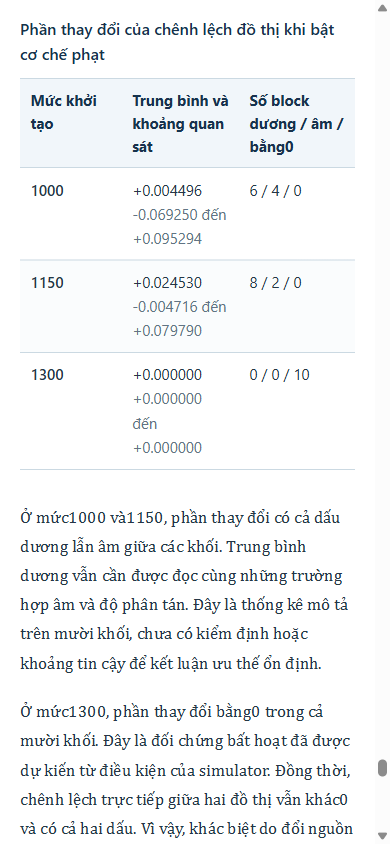 Phần thay đổi của chênh lệch đồ thị khi bật
cơ chế phạt
Mức khởi tạo
Trung bình và khoảng quan sát
Số block dương / âm / bằng0
1000
+0.004496
-0.069250 đến
+0.095294
6 / 4 / 0
1150
+0.024530
-0.004716 đến
+0.079790
8 / 2 / 0
1300
+0.000000
+0.000000
đến
+0.000000
0 / 0 / 10
Ở mức1000 và1150, phần thay đổi có cả dấu
dương lẫn âm giữa các khối. Trung bình
dương vẫn cần được đọc cùng những trường
hợp âm và độ phân tán. Đây là thống kê mô tả
trên mười khối, chưa có kiểm định hoặc
khoảng tin cậy để kết luận ưu thế ổn định.
Ở mức1300, phần thay đổi bằng0 trong cả
mười khối. Đây là đối chứng bất hoạt đã được
dự kiến từ điều kiện của simulator. Đồng thời,
chênh lệch trực tiếp giữa hai đồ thị vẫn khác0
và có cả hai dấu. Vì vậy, khác biệt do đổi nguồn